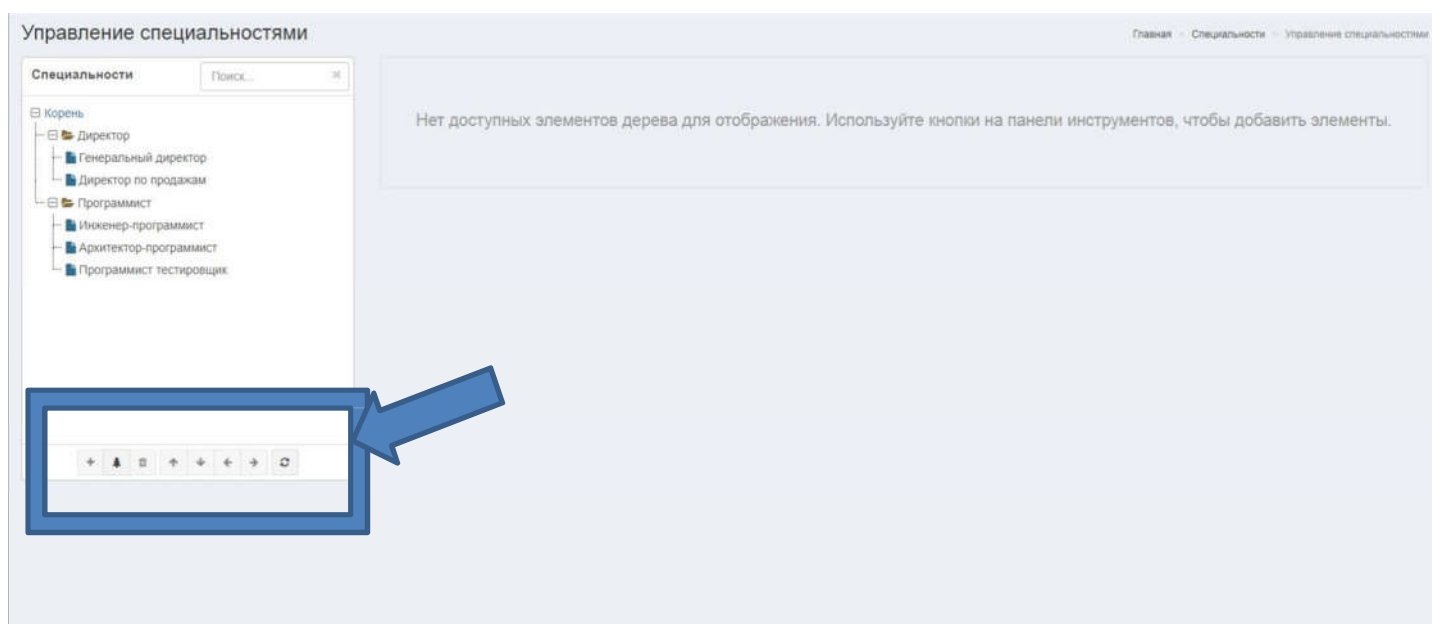 Управление специальностями
Главная Специальности Управление специальностями
Специальности
Поиск...
Корень
Директор
Генеральный директор
Директор по продажам
Программист
Инженер-программист
Архитектор-программист
Программист тестировщик
Нет доступных элементов дерева для отображения. Используйте кнопки на панели инструментов, чтобы добавить элементы.